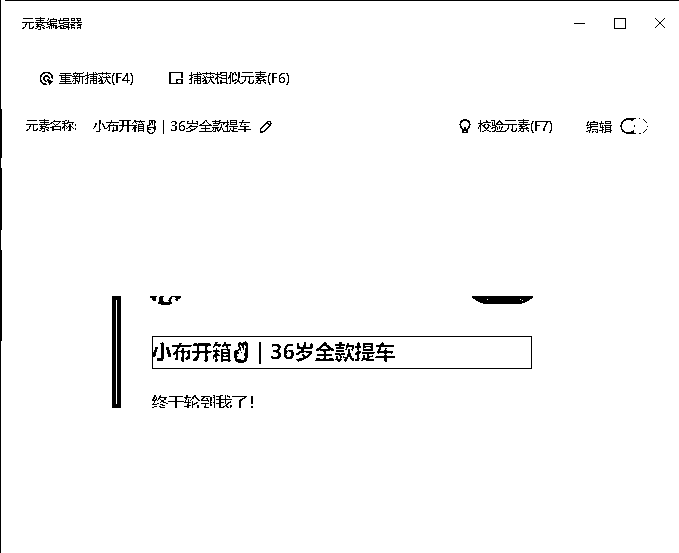 元素编辑器
重新捕获(F4) 捕获相似元素(F6)
元素名称: 小布开箱✌｜36岁全款提车 校验元素(F7) 编辑
小布开箱✌｜36岁全款提车
终于轮到我了！